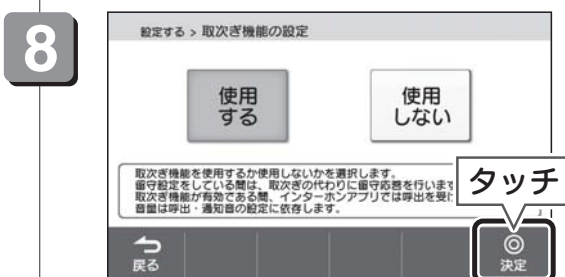 8
設定する > 取次ぎ機能の設定
使用
する
使用
しない
取次ぎ機能を使用するか使用しないかを選択します。
留守設定をしている間は、取次ぎの代わりに留守応答を行います
取次ぎ機能が有効である間、インターホンアプリでは呼出を受け
音量は呼出・通知音の設定に依存します。
タッチ
戻る
決定